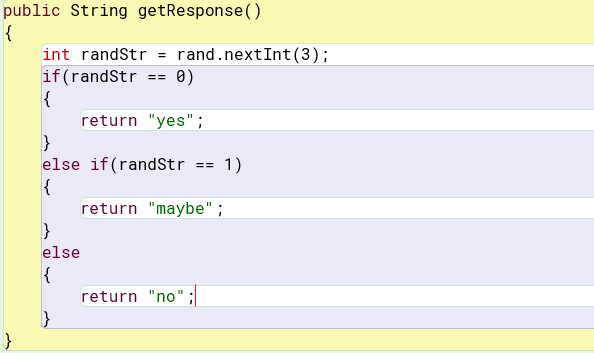 public String getResponse()
{
    int randStr = rand.nextInt(3);
    if(randStr == 0)
    {
        return "yes";
    }
    else if(randStr == 1)
    {
        return "maybe";
    }
    else
    {
        return "no";
    }
}